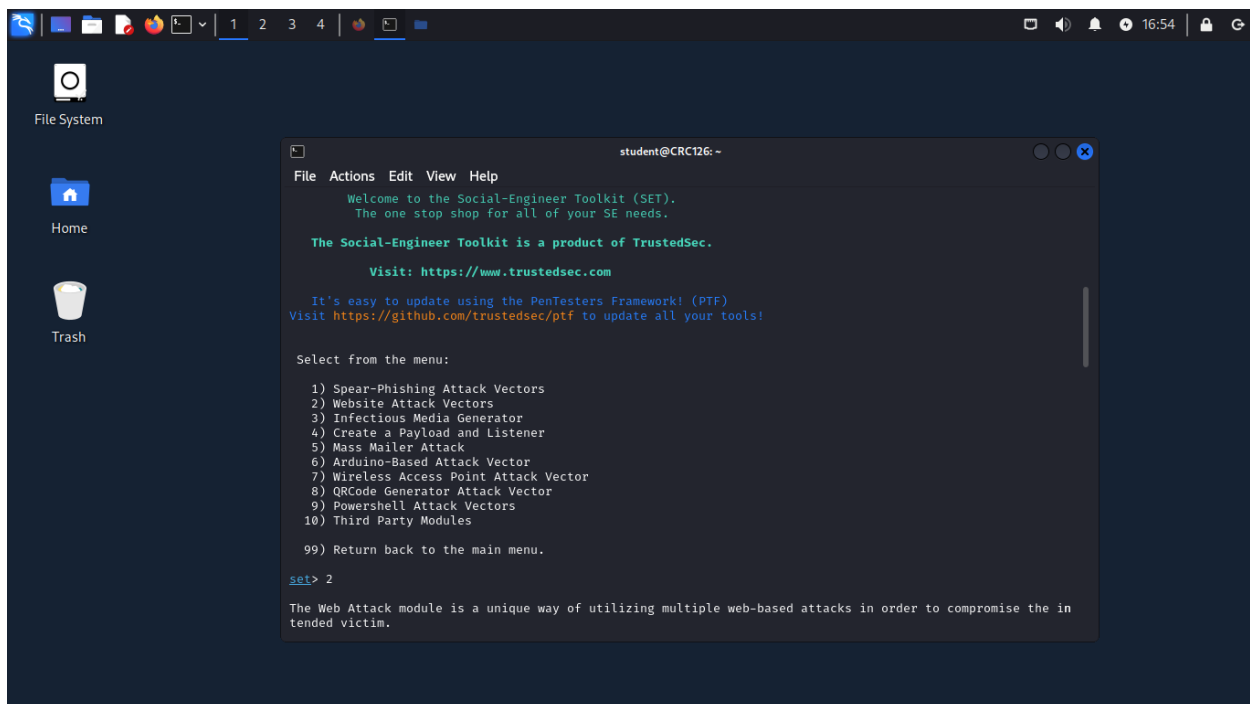 1 2 3 4 16:54
File System
Home
Trash
student@CRC126: ~
File Actions Edit View Help
Welcome to the Social-Engineer Toolkit (SET).
The one stop shop for all of your SE needs.
The Social-Engineer Toolkit is a product of TrustedSec.
Visit: https://www.trustedsec.com
It's easy to update using the PenTesters Framework! (PTF)
Visit https://github.com/trustedsec/ptf to update all your tools!
Select from the menu:
1) Spear-Phishing Attack Vectors
2) Website Attack Vectors
3) Infectious Media Generator
4) Create a Payload and Listener
5) Mass Mailer Attack
6) Arduino-Based Attack Vector
7) Wireless Access Point Attack Vector
8) QRCode Generator Attack Vector
9) Powershell Attack Vectors
10) Third Party Modules
99) Return back to the main menu.
set> 2
The Web Attack module is a unique way of utilizing multiple web-based attacks in order to compromise the in
tended victim.